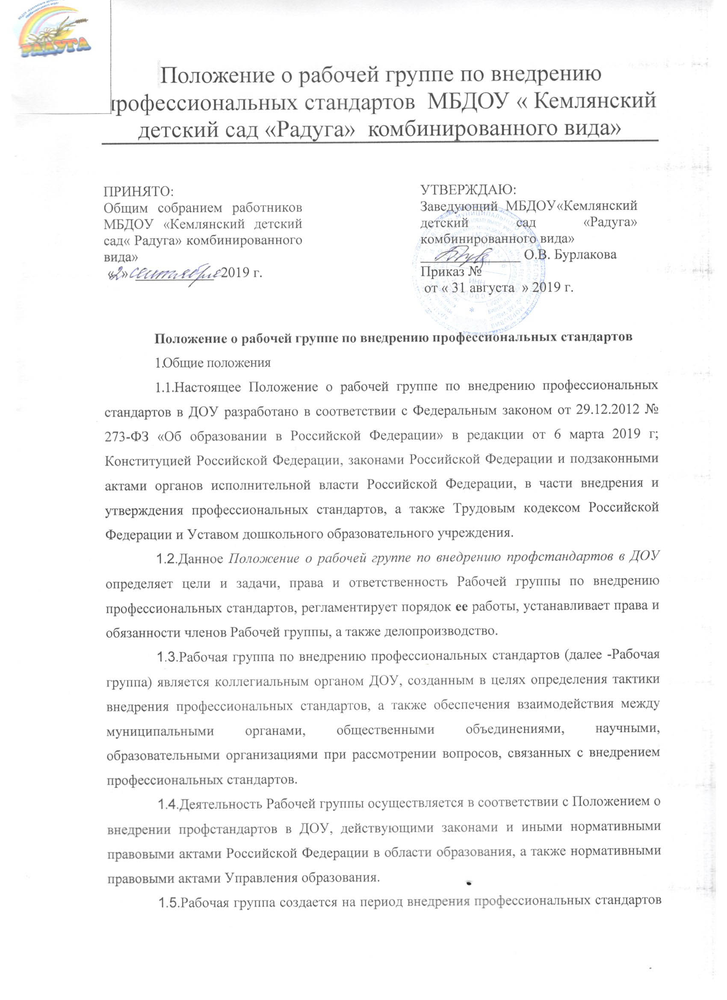 РАДУГА
Положение о рабочей группе по внедрению
профессиональных стандартов МБДОУ « Кемлянский
детский сад «Радуга» комбинированного вида»
ПРИНЯТО:
Общим собранием работников
МБДОУ «Кемлянский детский
сад« Радуга» комбинированного
вида»
«2» сентября 2019 г.
УТВЕРЖДАЮ:
Заведующий МБДОУ«Кемлянский
детский сад «Радуга»
комбинированного вида»
О.В. Бурлакова
Приказ №
от « 31 августа » 2019 г.
Положение о рабочей группе по внедрению профессиональных стандартов
1.Общие положения
1.1.Настоящее Положение о рабочей группе по внедрению профессиональных
стандартов в ДОУ разработано в соответствии с Федеральным законом от 29.12.2012 №
273-ФЗ «Об образовании в Российской Федерации» в редакции от 6 марта 2019 г;
Конституцией Российской Федерации, законами Российской Федерации и подзаконными
актами органов исполнительной власти Российской Федерации, в части внедрения и
утверждения профессиональных стандартов, а также Трудовым кодексом Российской
Федерации и Уставом дошкольного образовательного учреждения.
1.2.Данное Положение о рабочей группе по внедрению профстандартов в ДОУ
определяет цели и задачи, права и ответственность Рабочей группы по внедрению
профессиональных стандартов, регламентирует порядок ее работы, устанавливает права и
обязанности членов Рабочей группы, а также делопроизводство.
1.3.Рабочая группа по внедрению профессиональных стандартов (далее -Рабочая
группа) является коллегиальным органом ДОУ, созданным в целях определения тактики
внедрения профессиональных стандартов, а также обеспечения взаимодействия между
муниципальными органами, общественными объединениями, научными,
образовательными организациями при рассмотрении вопросов, связанных с внедрением
профессиональных стандартов.
1.4.Деятельность Рабочей группы осуществляется в соответствии с Положением о
внедрении профстандартов в ДОУ, действующими законами и иными нормативными
правовыми актами Российской Федерации в области образования, а также нормативными
правовыми актами Управления образования.
1.5.Рабочая группа создается на период внедрения профессиональных стандартов